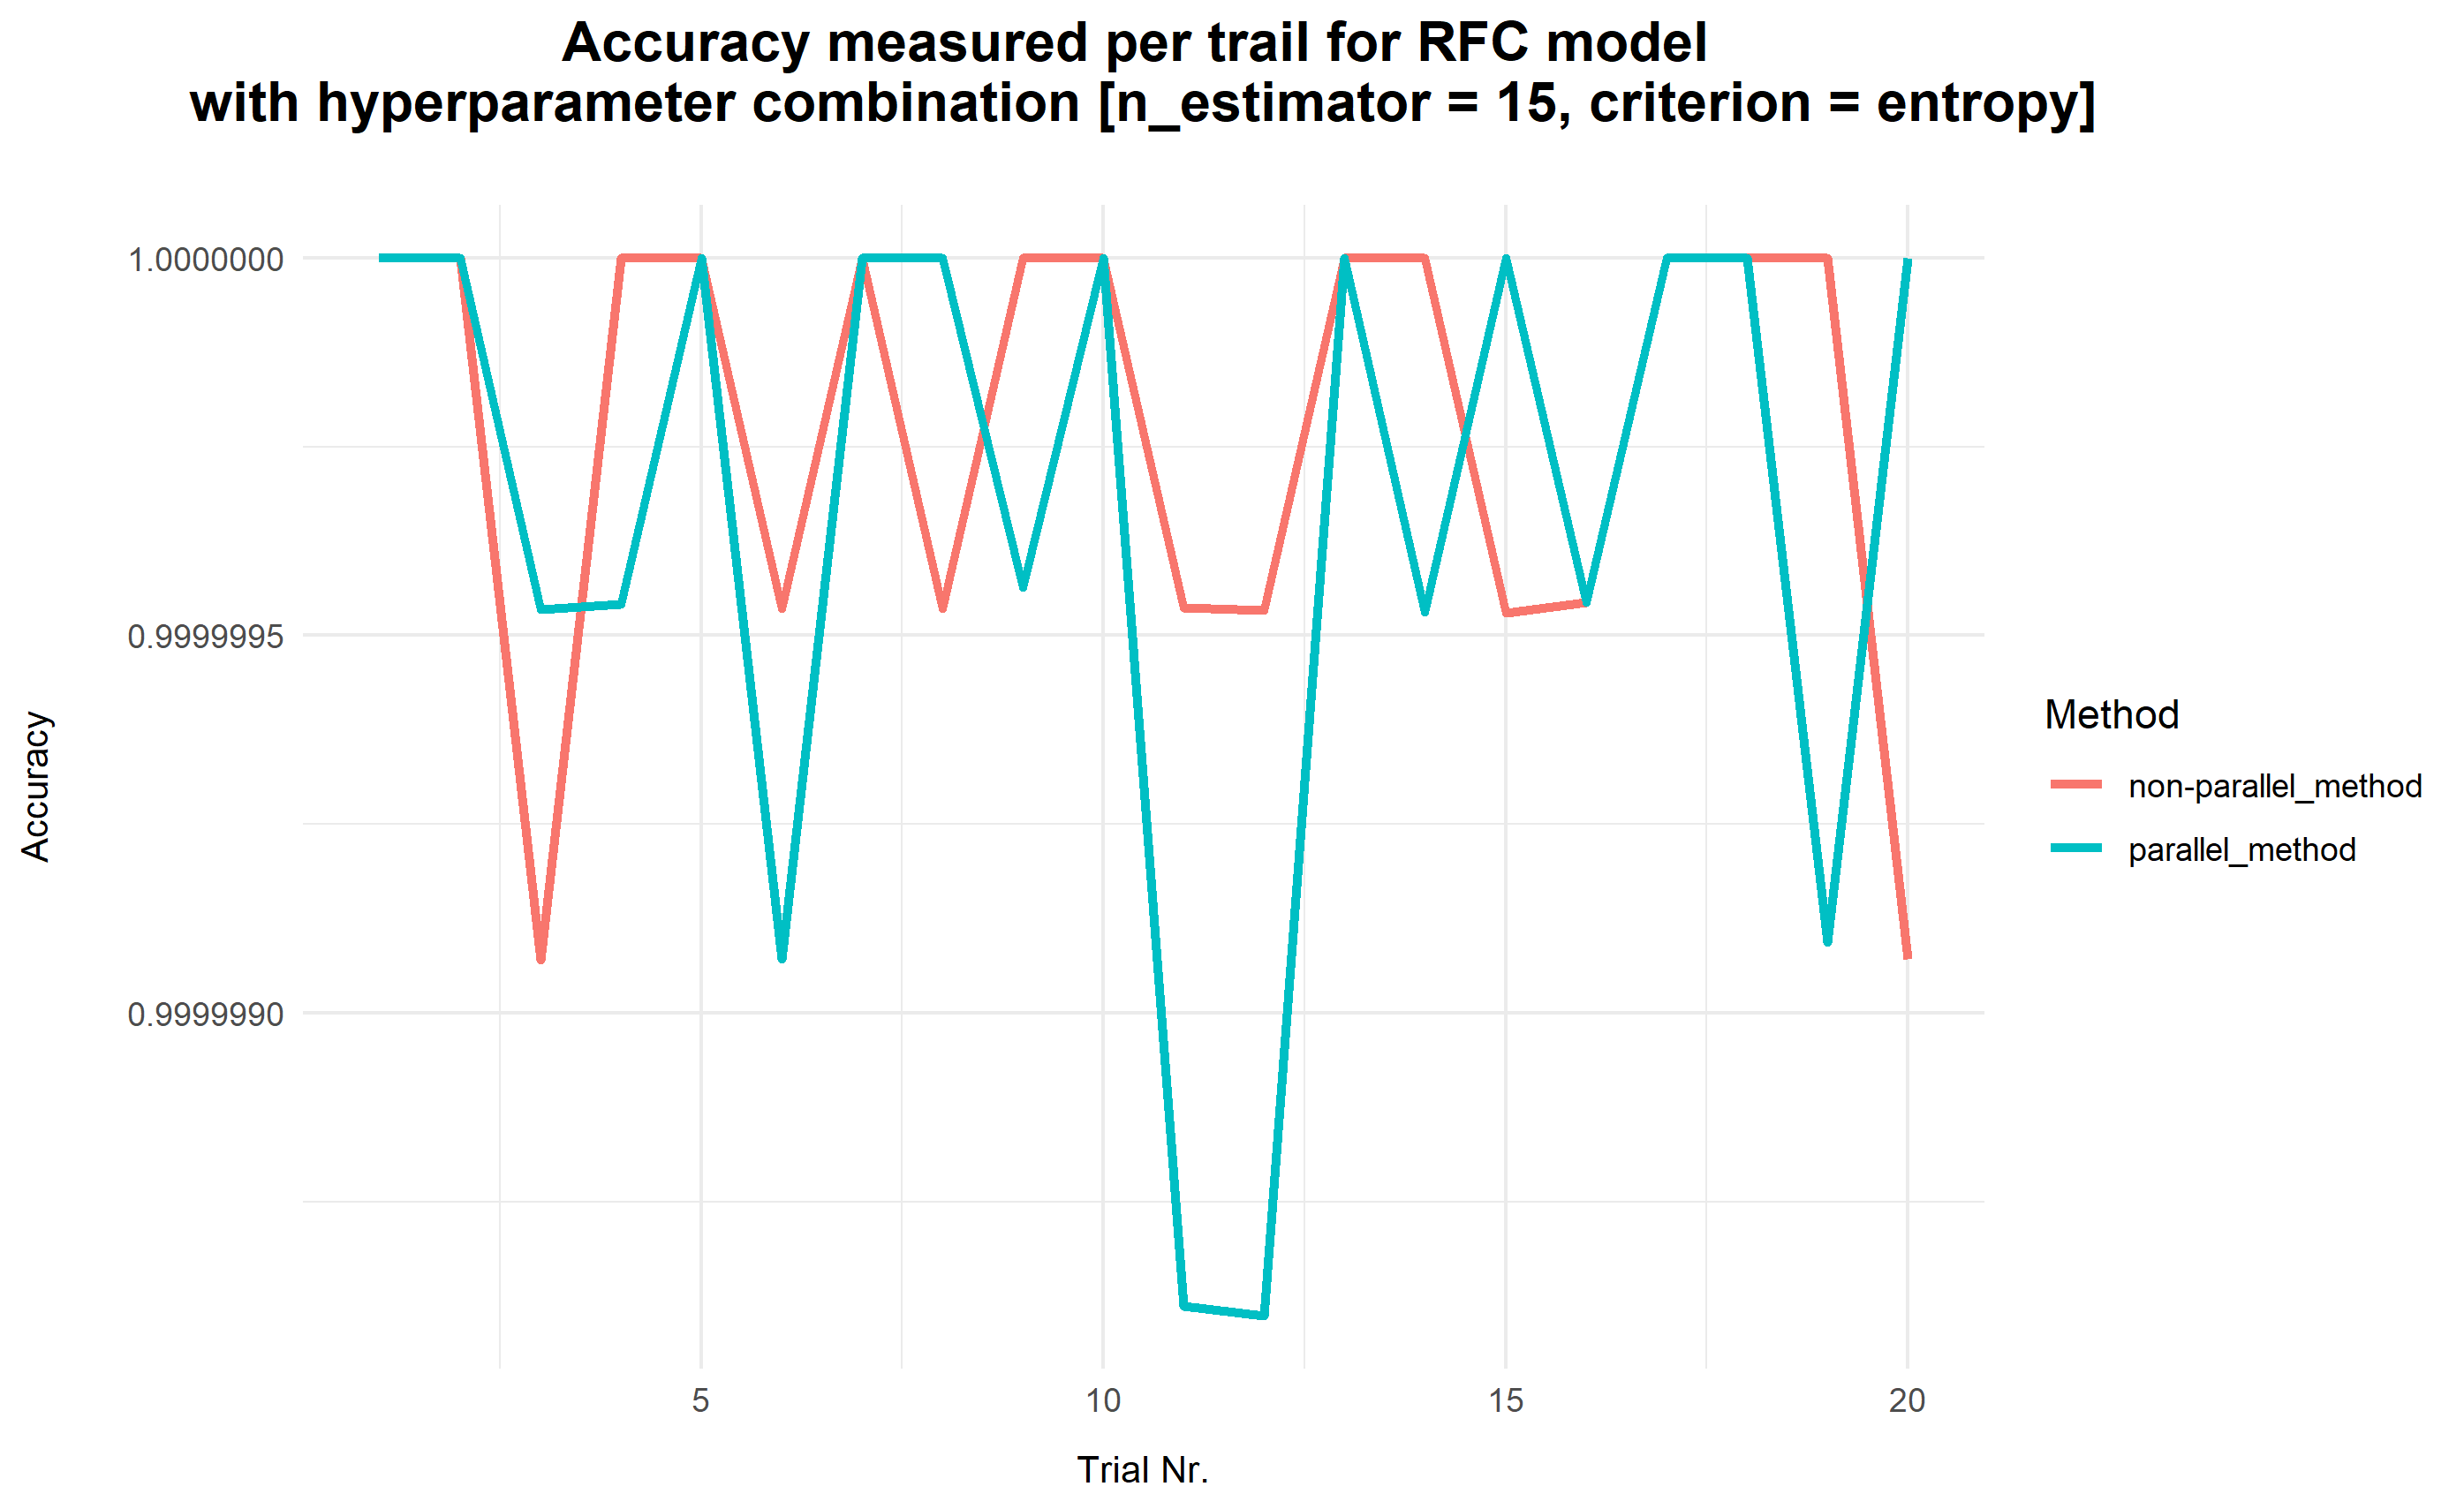 Accuracy measured per trail for RFC model
with hyperparameter combination [n_estimator = 15, criterion = entropy]
1.0000000
0.9999995
0.9999990
Accuracy
5
10
15
20
Trial Nr.
Method
non-parallel_method
parallel_method